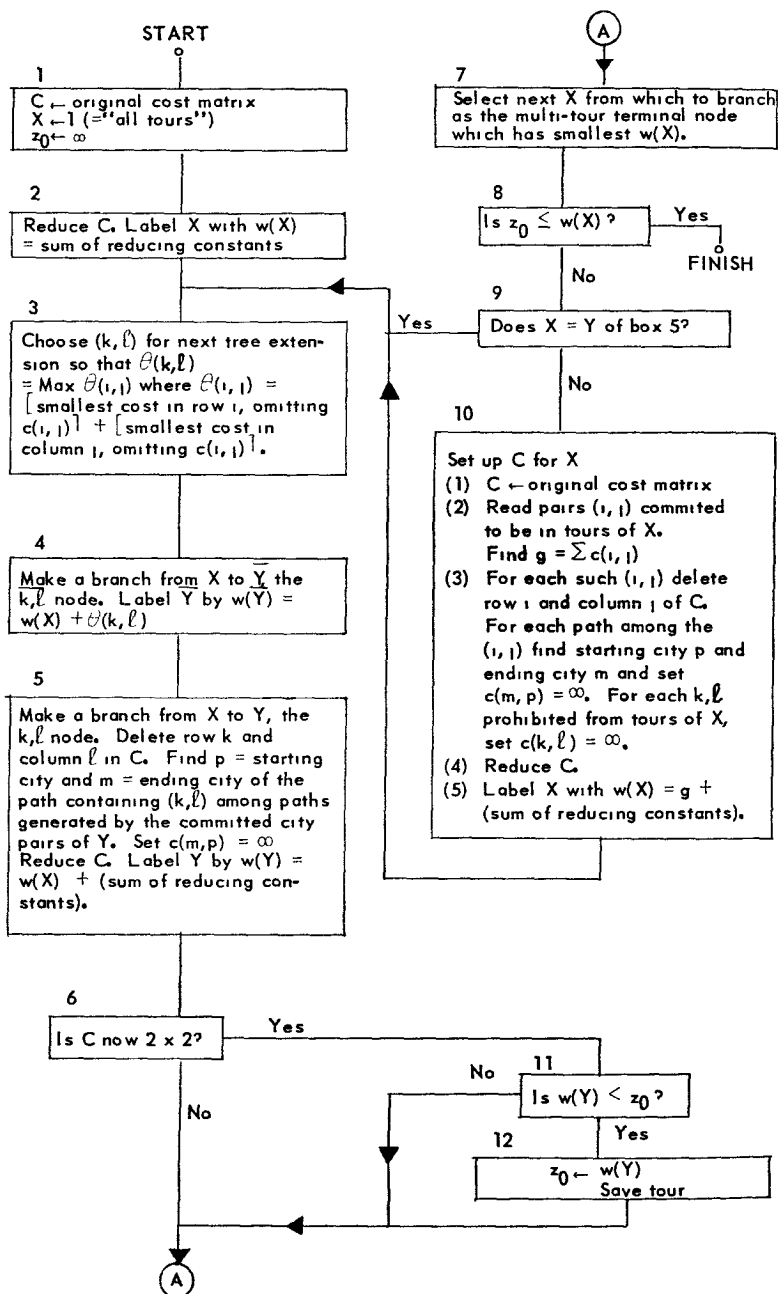 START
1
C ← original cost matrix
X ← 1 (="all tours")
z0 ← ∞
2
Reduce C. Label X with w(X)
= sum of reducing constants
3
Choose (k,ℓ) for next tree exten-
sion so that θ(k,ℓ)
= Max θ(ı,ȷ) where θ(ı,ȷ) =
[smallest cost in row ı, omitting
c(ı,ȷ)] + [smallest cost in
column ȷ, omitting c(ı,ȷ)].
4
Make a branch from X to Y̅, the
k̅,̅ℓ̅ node. Label Y̅ by w(Y̅) =
w(X) + θ(k,ℓ)
5
Make a branch from X to Y, the
k,ℓ node. Delete row k and
column ℓ in C. Find p = starting
city and m = ending city of the
path containing (k,ℓ) among paths
generated by the committed city
pairs of Y. Set c(m,p) = ∞
Reduce C. Label Y by w(Y) =
w(X) + (sum of reducing con-
stants).
6
Is C now 2 x 2?
Yes
No
A
A
7
Select next X from which to branch
as the multi-tour terminal node
which has smallest w(X).
8
Is z0 ≤ w(X)?
Yes
FINISH
No
9
Does X = Y of box 5?
Yes
No
10
Set up C for X
(1) C ← original cost matrix
(2) Read pairs (ı,ȷ) commited
to be in tours of X.
Find g = Σ c(ı,ȷ)
(3) For each such (ı,ȷ) delete
row ı and column ȷ of C.
For each path among the
(ı,ȷ) find starting city p and
ending city m and set
c(m,p) = ∞. For each k,ℓ
prohibited from tours of X,
set c(k,ℓ) = ∞.
(4) Reduce C.
(5) Label X with w(X) = g +
(sum of reducing constants).
11
No
Is w(Y) < z0?
Yes
12
z0 ← w(Y)
Save tour